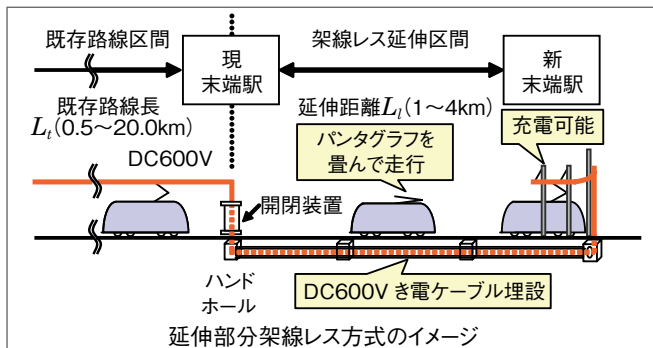 既存路線区間
現
末端駅
架線レス延伸区間
新
末端駅
既存路線長
Lt(0.5～20.0km)
延伸距離Ll(1～4km)
充電可能
パンタグラフを
畳んで走行
DC600V
開閉装置
ハンド
ホール
DC600V き電ケーブル埋設
延伸部分架線レス方式のイメージ